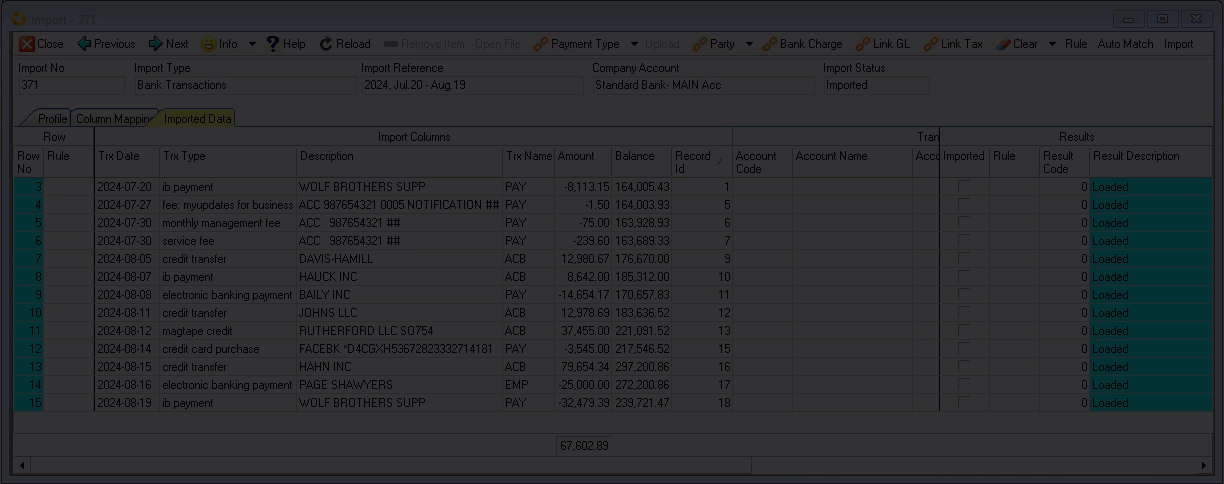 Import - 371
Close Previous Next Info Help Reload Remove Item Open File Payment Type Upload Party Bank Charge Link GL Link Tax Clear Rule Auto Match Import
Import No Import Type Import Reference Company Account Import Status
371 Bank Transactions 2024, Jul.20 - Aug.19 Standard Bank- MAIN Acc Imported
Profile Column Mapping Imported Data
Row Import Columns Tran Results
Row No Rule Trx Date Trx Type Description Trx Name Amount Balance Record Id Account Code Account Name Acco Imported Rule Result Code Result Description
3 2024-07-20 ib payment WOLF BROTHERS SUPP PAY -8,113.15 164,005.43 1 0 Loaded
4 2024-07-27 fee: myupdates for business ACC 987654321 0005 NOTIFICATION ## PAY -1.50 164,003.93 5 0 Loaded
5 2024-07-30 monthly management fee ACC 987654321 ## PAY -75.00 163,928.93 6 0 Loaded
6 2024-07-30 service fee ACC 987654321 ## PAY -239.60 163,689.33 7 0 Loaded
7 2024-08-05 credit transfer DAVIS-HAMILL ACB 12,980.67 176,670.00 9 0 Loaded
8 2024-08-07 ib payment HAUCK INC ACB 8,642.00 185,312.00 10 0 Loaded
9 2024-08-08 electronic banking payment BAILY INC PAY -14,654.17 170,657.83 11 0 Loaded
10 2024-08-11 credit transfer JOHNS LLC ACB 12,978.69 183,636.52 12 0 Loaded
11 2024-08-12 magtape credit RUTHERFORD LLC SO754 ACB 37,455.00 221,091.52 13 0 Loaded
12 2024-08-14 credit card purchase FACEBK *D4CGXH53672823332714181 PAY -3,545.00 217,546.52 15 0 Loaded
13 2024-08-15 credit transfer HAHN INC ACB 79,654.34 297,200.86 16 0 Loaded
14 2024-08-16 electronic banking payment PAGE SHAWYERS EMP -25,000.00 272,200.86 17 0 Loaded
15 2024-08-19 ib payment WOLF BROTHERS SUPP PAY -32,479.39 239,721.47 18 0 Loaded
67,602.89